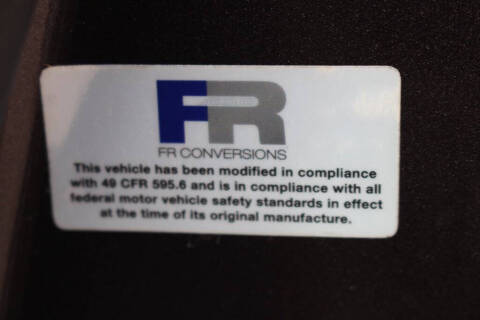 FR
FR CONVERSIONS
This vehicle has been modified in compliance
with 49 CFR 595.6 and is in compliance with all
federal motor vehicle safety standards in effect
at the time of its original manufacture.